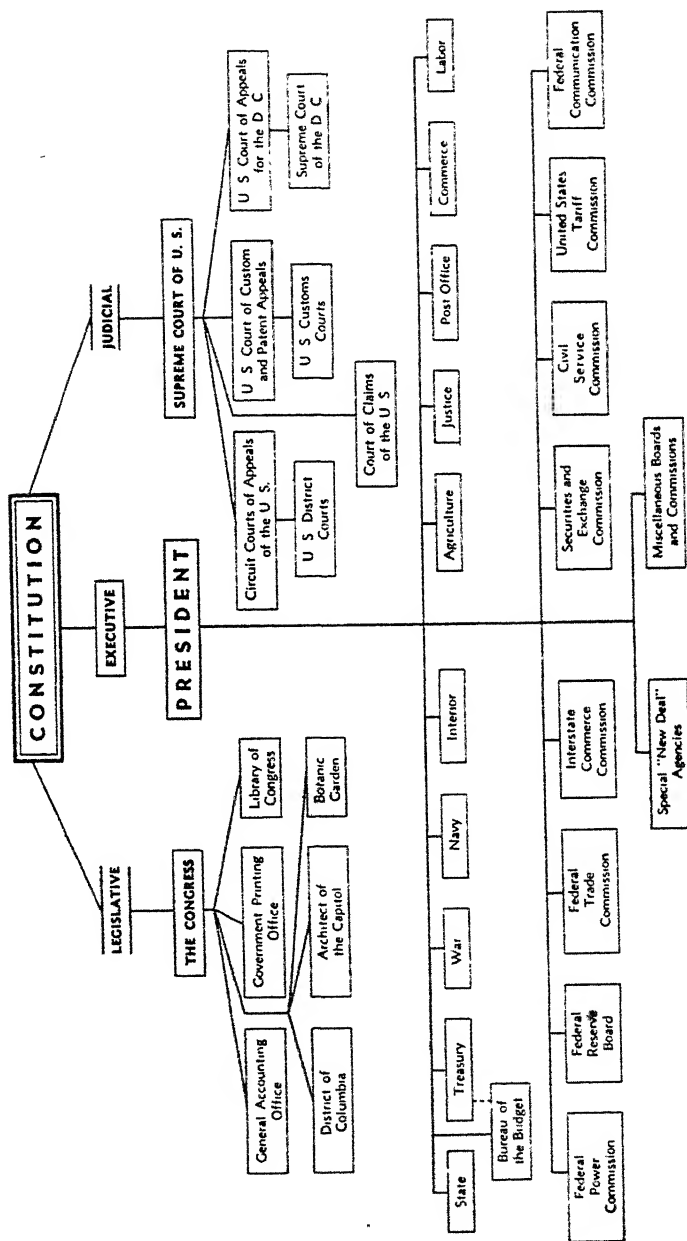 CONSTITUTION
LEGISLATIVE
EXECUTIVE
JUDICIAL
THE CONGRESS
PRESIDENT
SUPREME COURT OF U. S.
General Accounting
Office
Government Printing
Office
Library of
Congress
District of
Columbia
Architect of
the Capitol
Botanic
Garden
Circuit Courts of Appeals
of the U S.
U S Court of Custom
and Patent Appeals
U S Court of Appeals
for the D C
U S District
Courts
U S Customs
Courts
Supreme Court
of the D C
Court of Claims
of the U S
State
Treasury
War
Navy
Interior
Agriculture
Justice
Post Office
Commerce
Labor
Bureau of
the Budget
Federal
Power
Commission
Federal
Reserve
Board
Federal
Trade
Commission
Interstate
Commerce
Commission
Securities and
Exchange
Commission
Civil
Service
Commission
United States
Tariff
Commission
Federal
Communication
Commission
Special "New Deal"
Agencies
Miscellaneous Boards
and Commissions